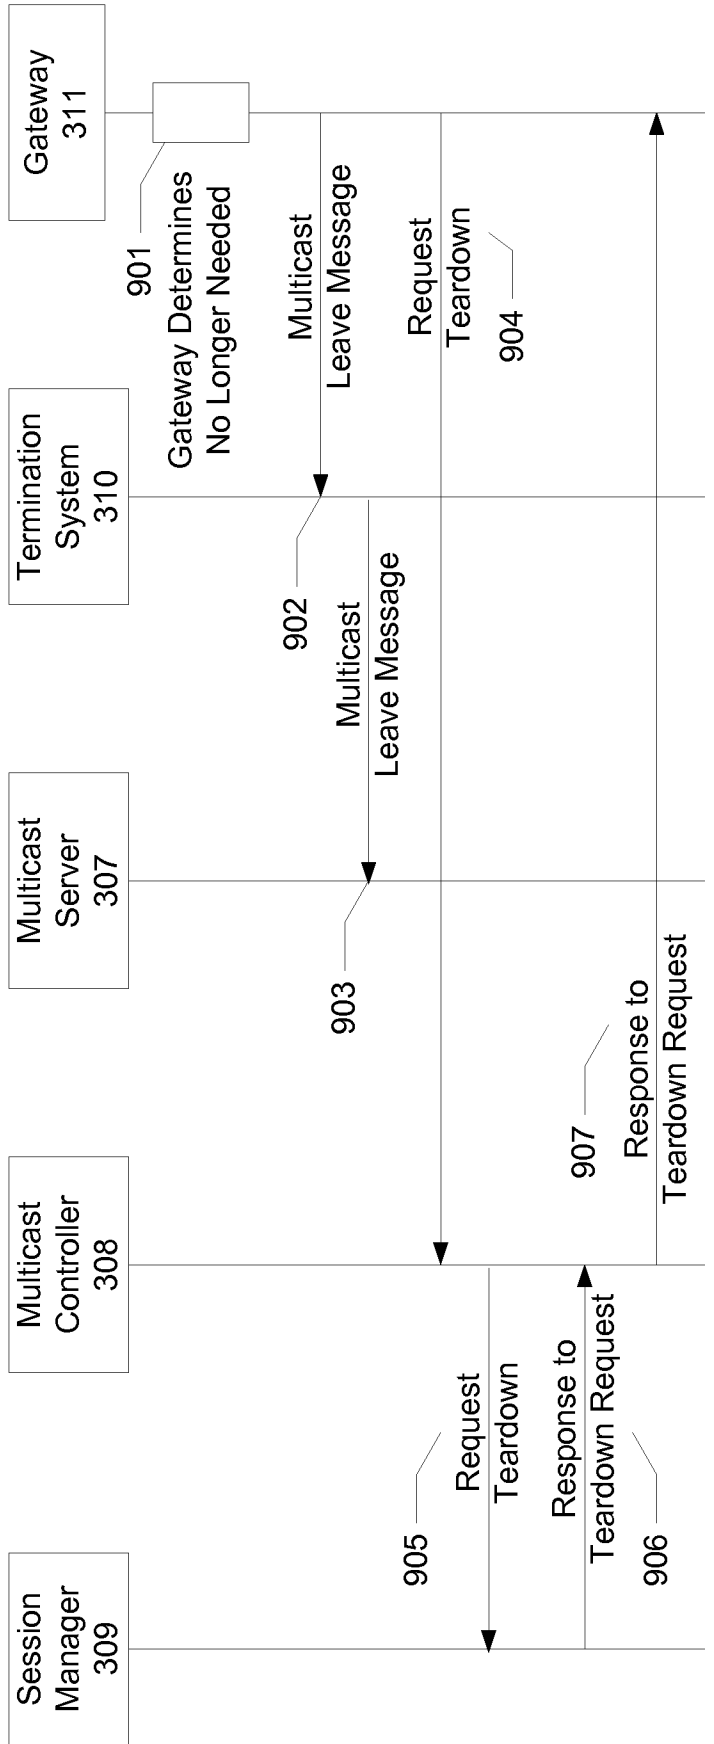 Session
Manager
309
Multicast
Controller
308
Multicast
Server
307
Termination
System
310
Gateway
311
901
Gateway Determines
No Longer Needed
Multicast
Leave Message
902
Multicast
Leave Message
903
Request
Teardown
904
905
Request
Teardown
Response to
Teardown Request
906
907
Response to
Teardown Request